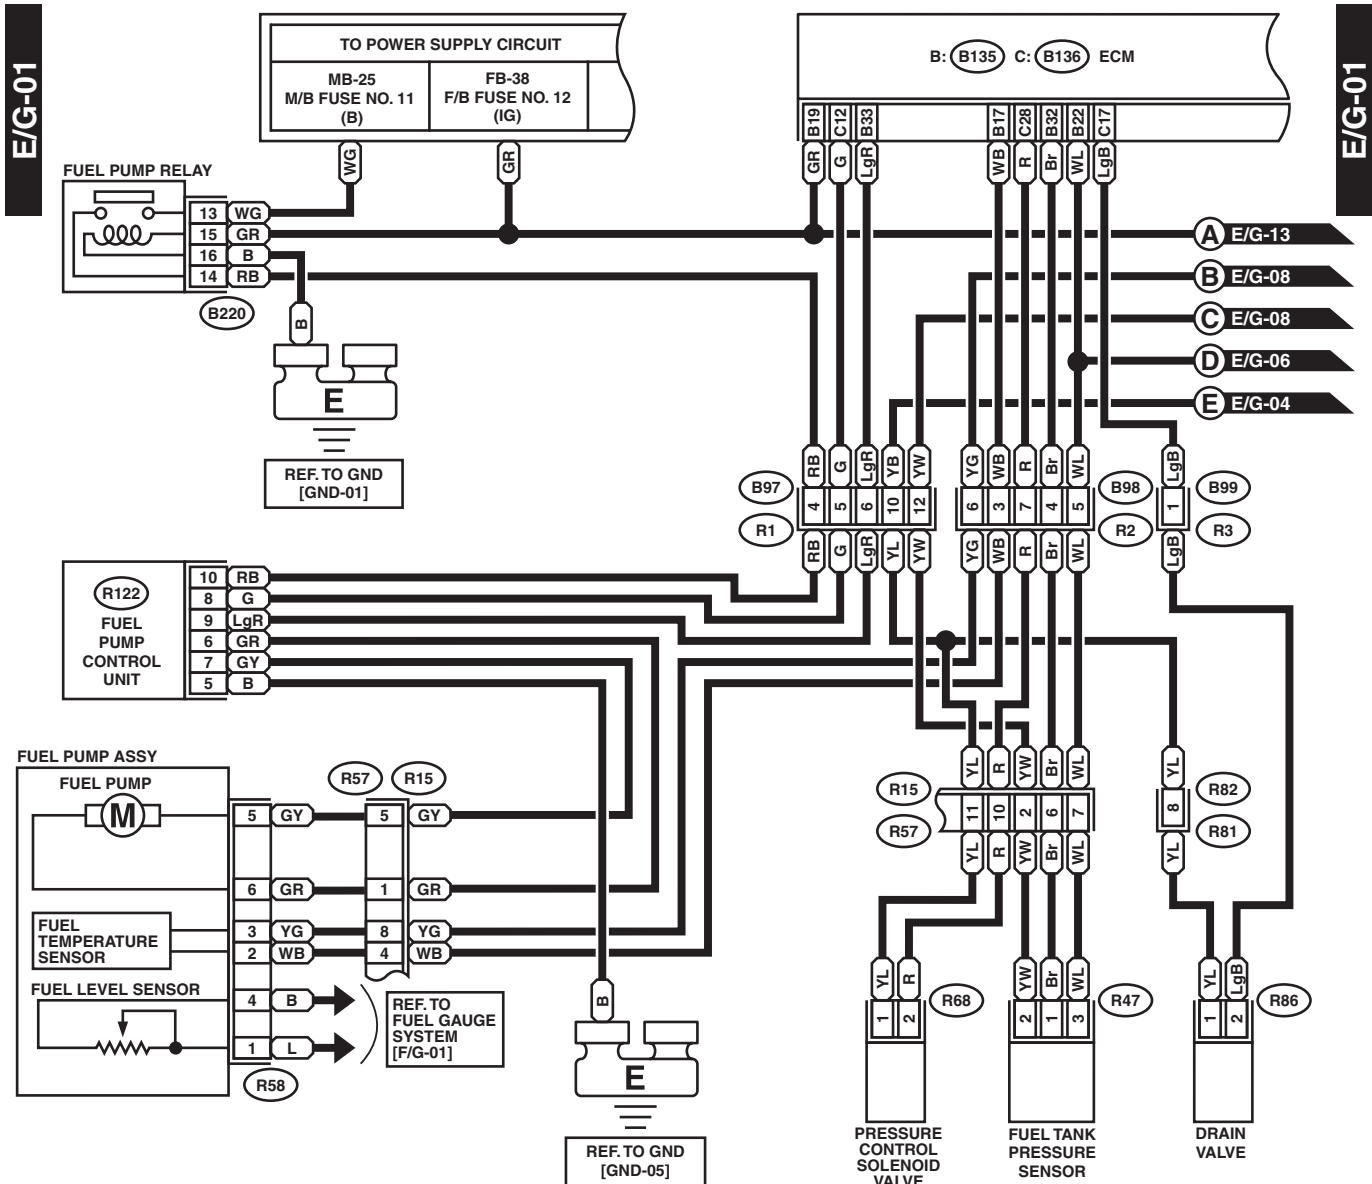 E/G-01
E/G-01
TO POWER SUPPLY CIRCUIT
MB-25
M/B FUSE NO. 11
(B)
FB-38
F/B FUSE NO. 12
(IG)
B: B135 C: B136 ECM
B19 C12 B33 B17 C28 B32 B22 C17
WG GR GR G LgR WB R Br WL LgB
FUEL PUMP RELAY
13 WG
15 GR
16 B
14 RB
B220
B
E
REF. TO GND
[GND-01]
A E/G-13
B E/G-08
C E/G-08
D E/G-06
E E/G-04
RB G LgR YB YW YG WB R Br WL LgB
B97 B98 B99
4 5 6 10 12 6 3 7 4 5 1
R1 R2 R3
RB G LgR YL YW YG WB R Br WL LgB
R122
FUEL
PUMP
CONTROL
UNIT
10 RB
8 G
9 LgR
6 GR
7 GY
5 B
FUEL PUMP ASSY
FUEL PUMP
M
R57 R15
5 GY 5 GY
6 GR 1 GR
FUEL
TEMPERATURE
SENSOR
3 YG 8 YG
2 WB 4 WB
FUEL LEVEL SENSOR
4 B
1 L
REF. TO
FUEL GAUGE
SYSTEM
[F/G-01]
R58
B
E
REF. TO GND
[GND-05]
YL R YW Br WL YL
R15 R82
11 10 2 6 7 8
R57 R81
YL R YW Br WL YL
YL R YW Br WL YL LgB
R68 R47 R86
1 2 2 1 3 1 2
PRESSURE
CONTROL
SOLENOID
VALVE
FUEL TANK
PRESSURE
SENSOR
DRAIN
VALVE